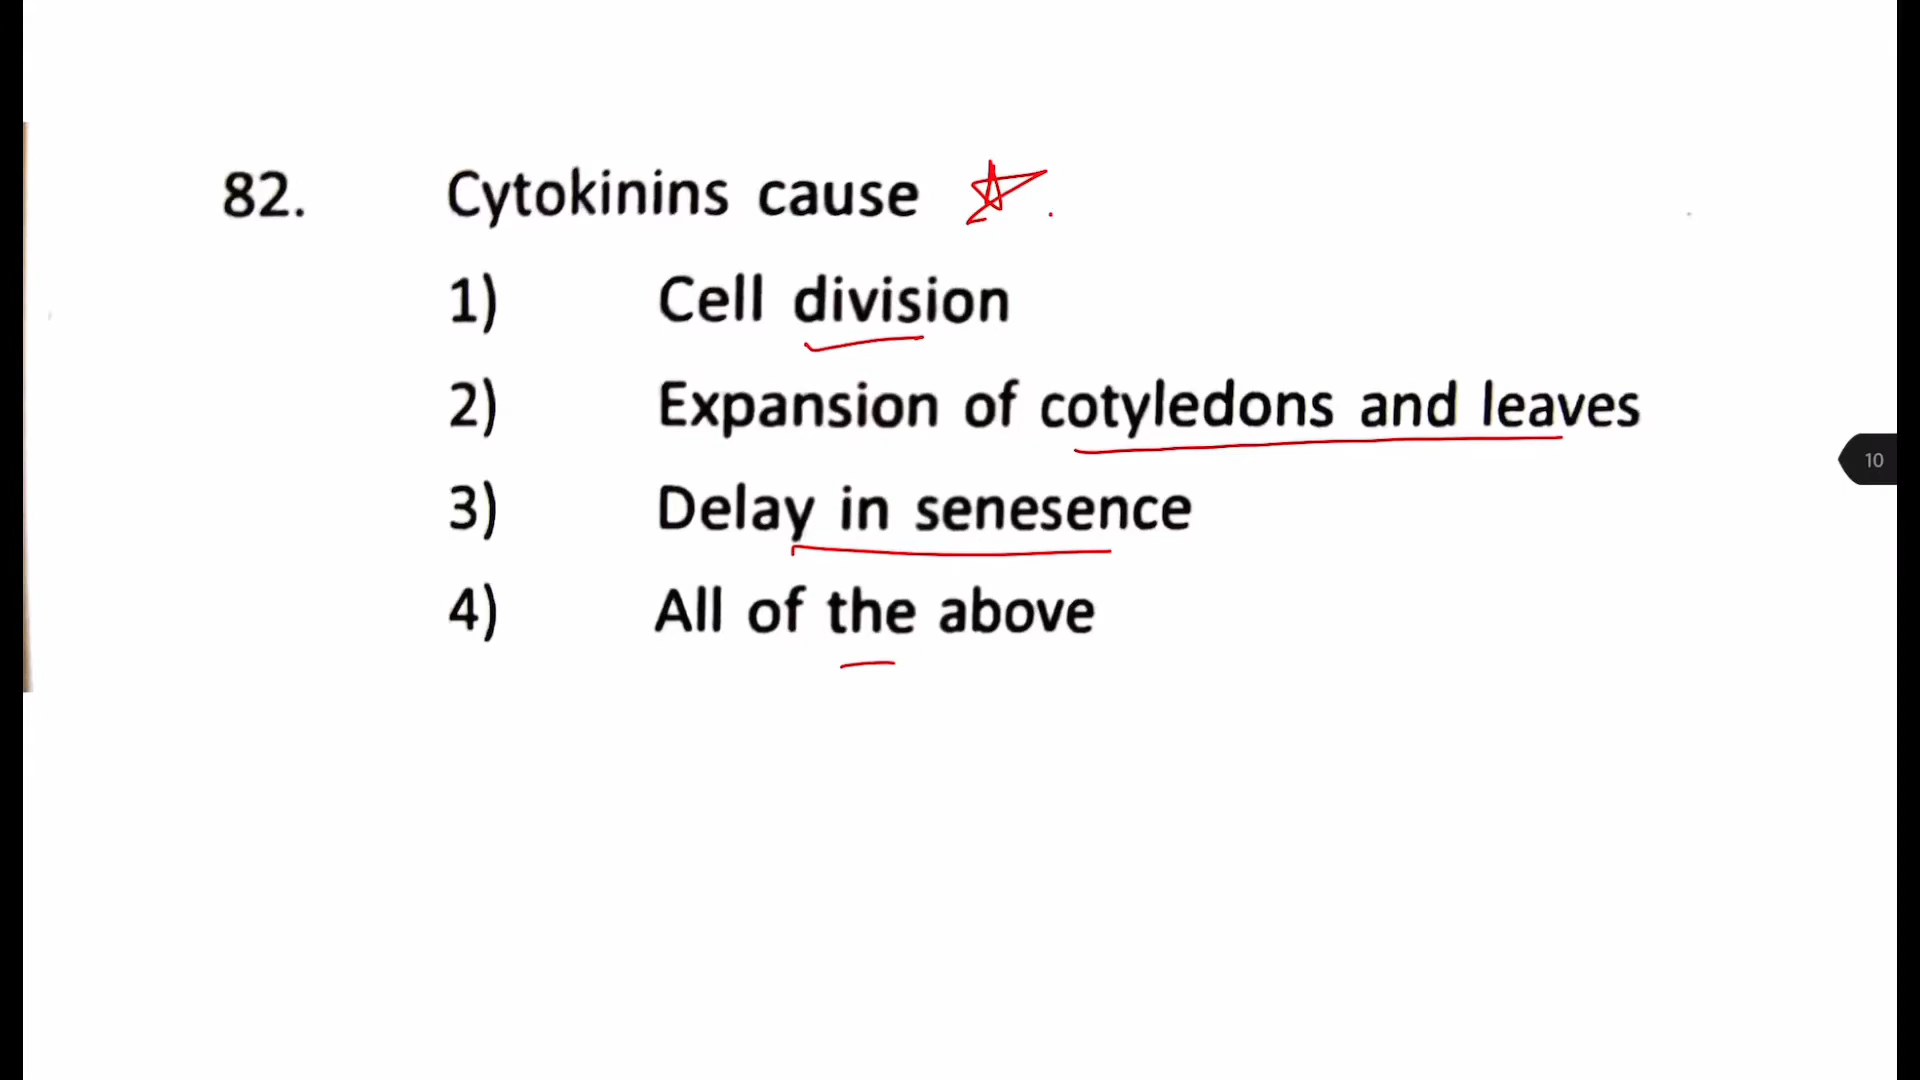 82. Cytokinins cause
1) Cell division
2) Expansion of cotyledons and leaves
3) Delay in senesence
4) All of the above
10